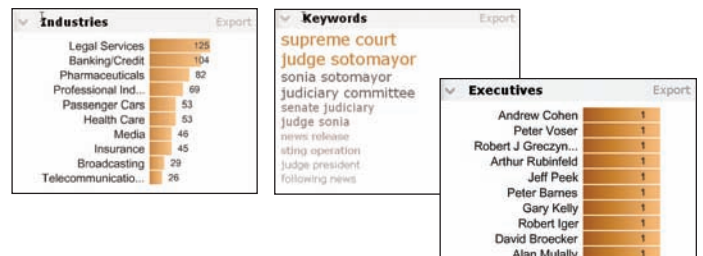 Industries Export
Legal Services 125
Banking/Credit 104
Pharmaceuticals 82
Professional Ind... 69
Passenger Cars 53
Health Care 53
Media 46
Insurance 45
Broadcasting 29
Telecommunicatio... 26
Keywords Export
supreme court
judge sotomayor
sonia sotomayor
judiciary committee
senate judiciary
judge sonia
news release
sting operation
judge president
following news
Executives Export
Andrew Cohen 1
Peter Voser 1
Robert J Greczyn... 1
Arthur Rubinfeld 1
Jeff Peek 1
Peter Barnes 1
Gary Kelly 1
Robert Iger 1
David Broecker 1
Alan Mulally 1